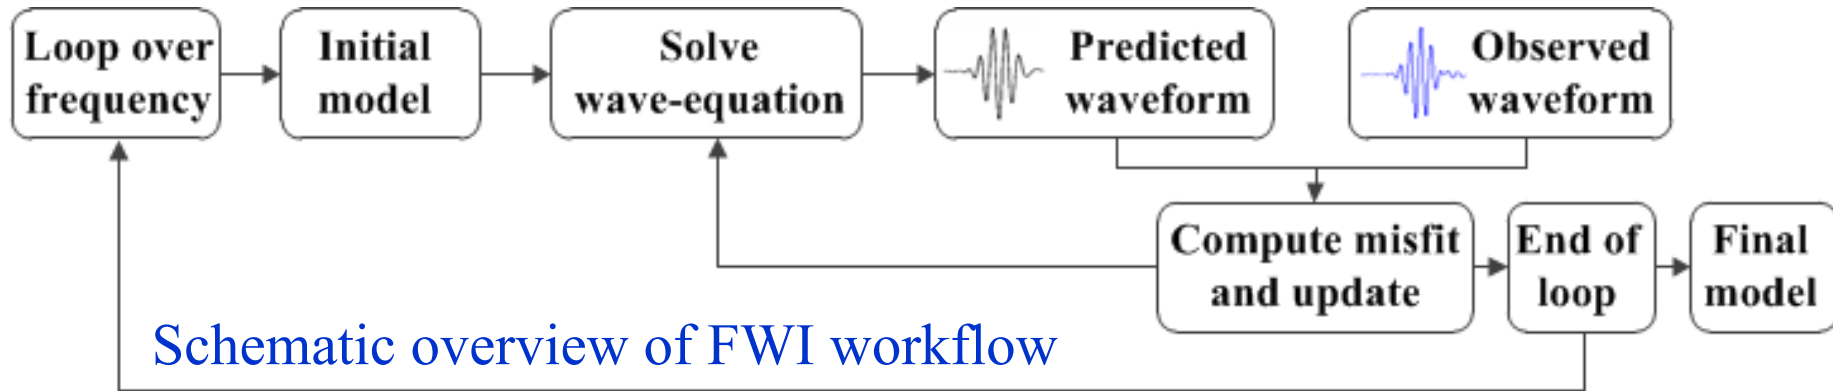 Loop over
frequency
Initial
model
Solve
wave-equation
Predicted
waveform
Observed
waveform
Compute misfit
and update
End of
loop
Final
model
Schematic overview of FWI workflow